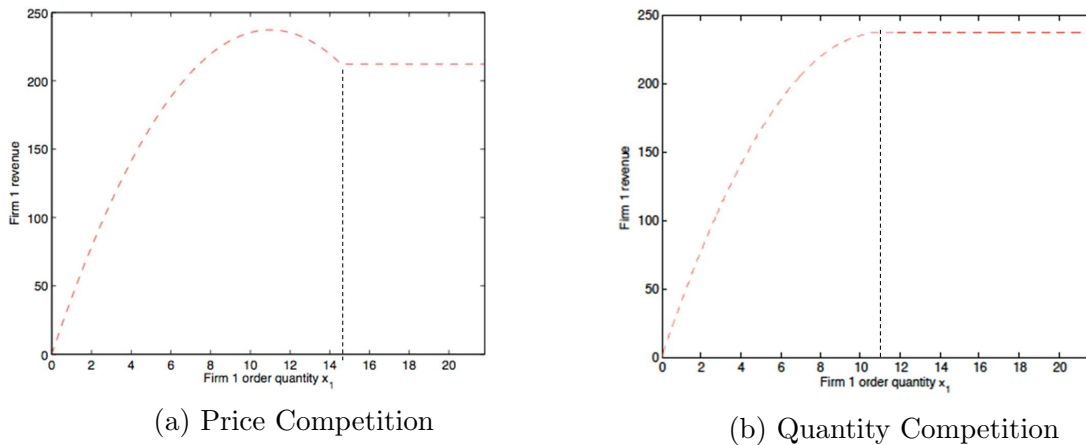 250
200
150
100
50
0
Firm 1 revenue
0 2 4 6 8 10 12 14 16 18 20
Firm 1 order quantity x1
(a) Price Competition
250
200
150
100
50
0
Firm 1 revenue
0 2 4 6 8 10 12 14 16 18 20
Firm 1 order quantity x1
(b) Quantity Competition